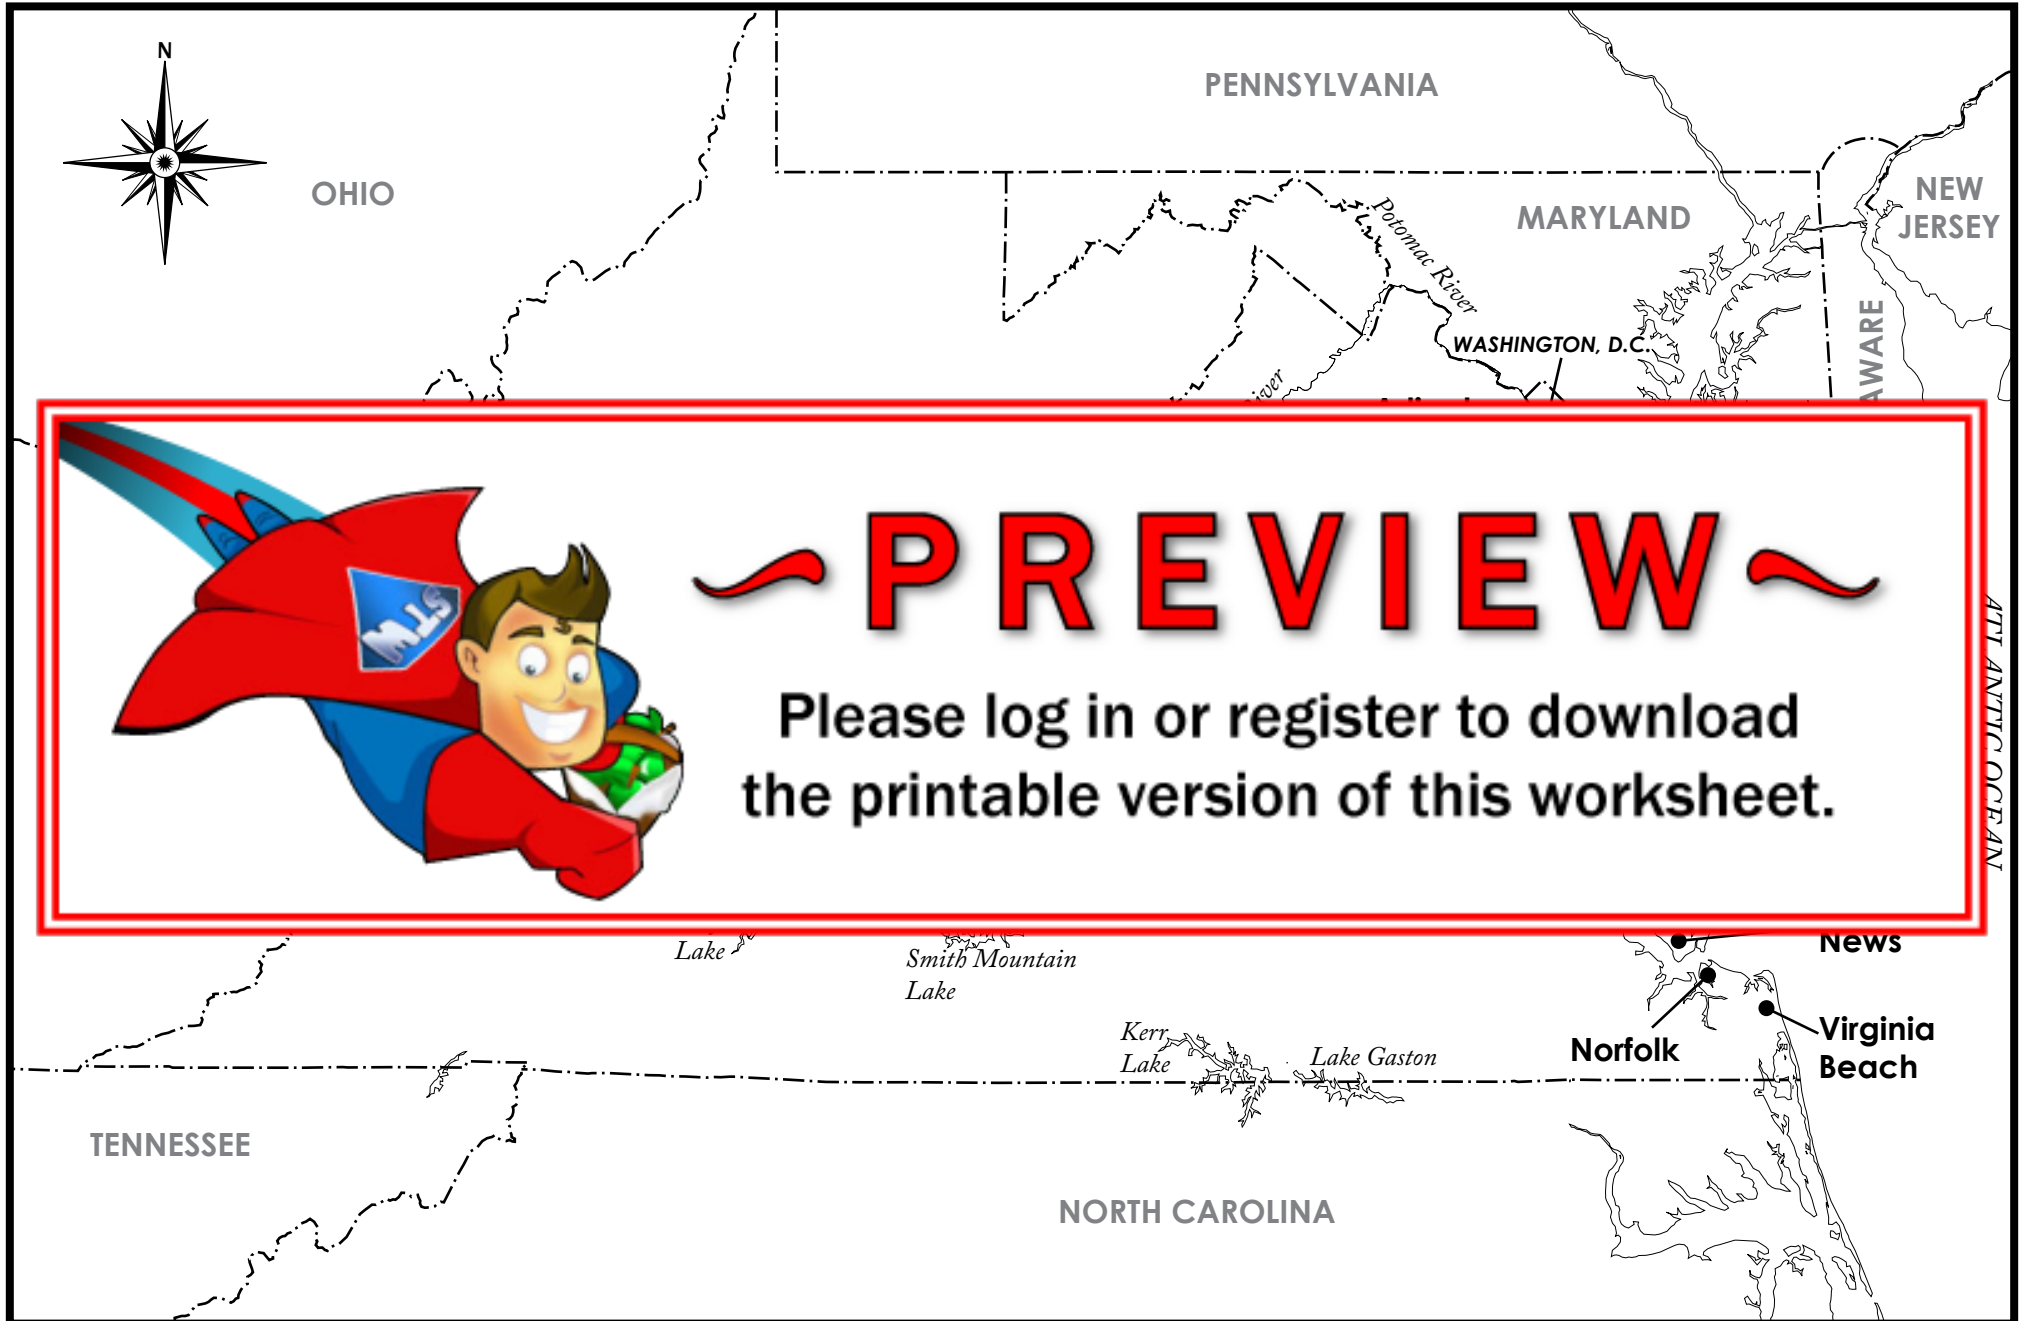 N
PENNSYLVANIA
OHIO
MARYLAND
NEW
JERSEY
Potomac River
WASHINGTON, D.C.
AWARE
iver
STW
~PREVIEW~
Please log in or register to download
the printable version of this worksheet.
ATLANTIC OCEAN
Lake
Smith Mountain
Lake
News
Norfolk
Virginia
Beach
Kerr
Lake
Lake Gaston
TENNESSEE
NORTH CAROLINA